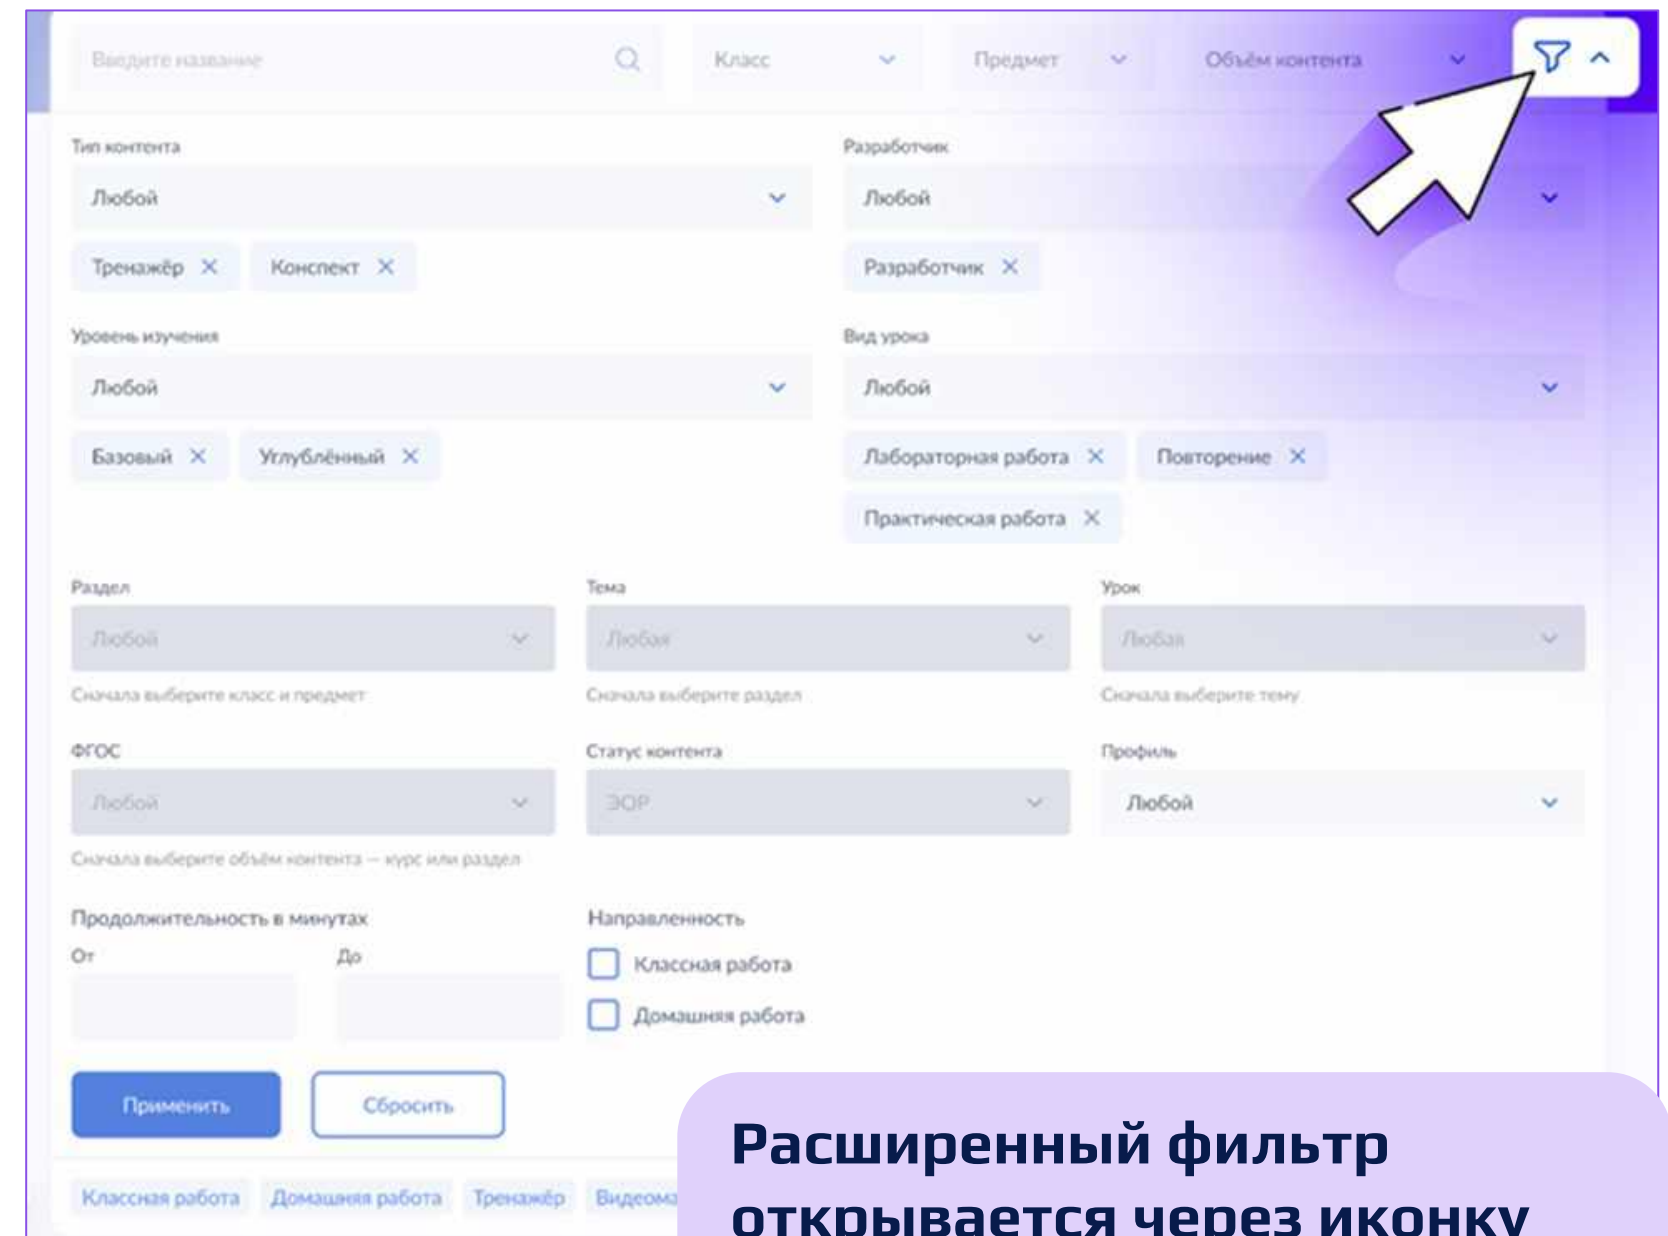 Введите название Класс Предмет Объём контента
Тип контента Разработчик
Любой Любой
Тренажёр Конспект Разработчик
Уровень изучения Вид урока
Любой Любой
Базовый Углублённый Лабораторная работа Повторение
Практическая работа
Раздел Тема Урок
Любой Любая Любая
Сначала выберите класс и предмет Сначала выберите раздел Сначала выберите тему
ФГОС Статус контента Профиль
Любой ЭОР Любой
Сначала выберите объём контента — курс или раздел
Продолжительность в минутах Направленность
От До Классная работа
Домашняя работа
Применить Сбросить
Классная работа Домашняя работа Тренажёр
Расширенный фильтр
открывается через иконку